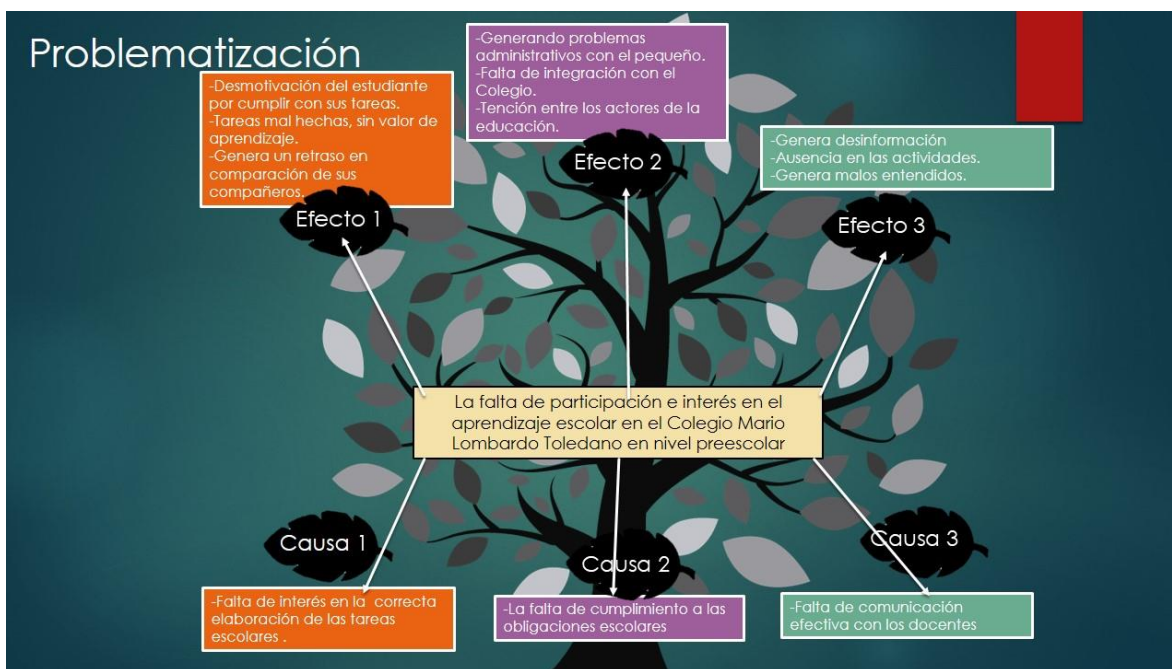 Problematización
-Desmotivación del estudiante
por cumplir con sus tareas.
-Tareas mal hechas, sin valor de
aprendizaje.
-Genera un retraso en
comparación de sus
compañeros.
Efecto 1
-Generando problemas
administrativos con el pequeño.
-Falta de integración con el
Colegio.
-Tención entre los actores de la
educación.
Efecto 2
-Genera desinformación
-Ausencia en las actividades.
-Genera malos entendidos.
Efecto 3
La falta de participación e interés en el
aprendizaje escolar en el Colegio Mario
Lombardo Toledano en nivel preescolar
Causa 1
-Falta de interés en la correcta
elaboración de las tareas
escolares .
Causa 2
-La falta de cumplimiento a las
obligaciones escolares
Causa 3
-Falta de comunicación
efectiva con los docentes